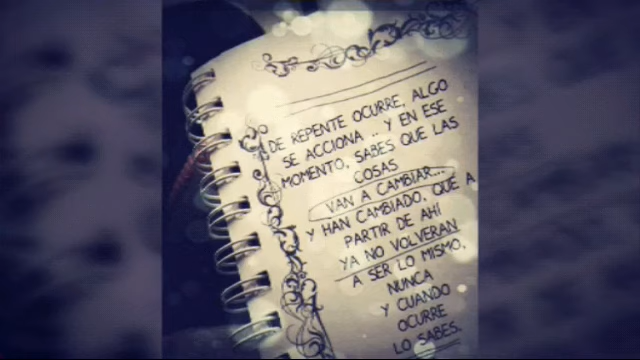 DE REPENTE OCURRE, ALGO
SE ACCIONA .. Y EN ESE
MOMENTO, SABES QUE LAS
COSAS
VAN A CAMBIAR...
Y HAN CAMBIADO. QUE A
PARTIR DE AHÍ
YA NO VOLVERAN
A SER LO MISMO,
NUNCA
Y CUANDO
OCURRE
LO SABES.